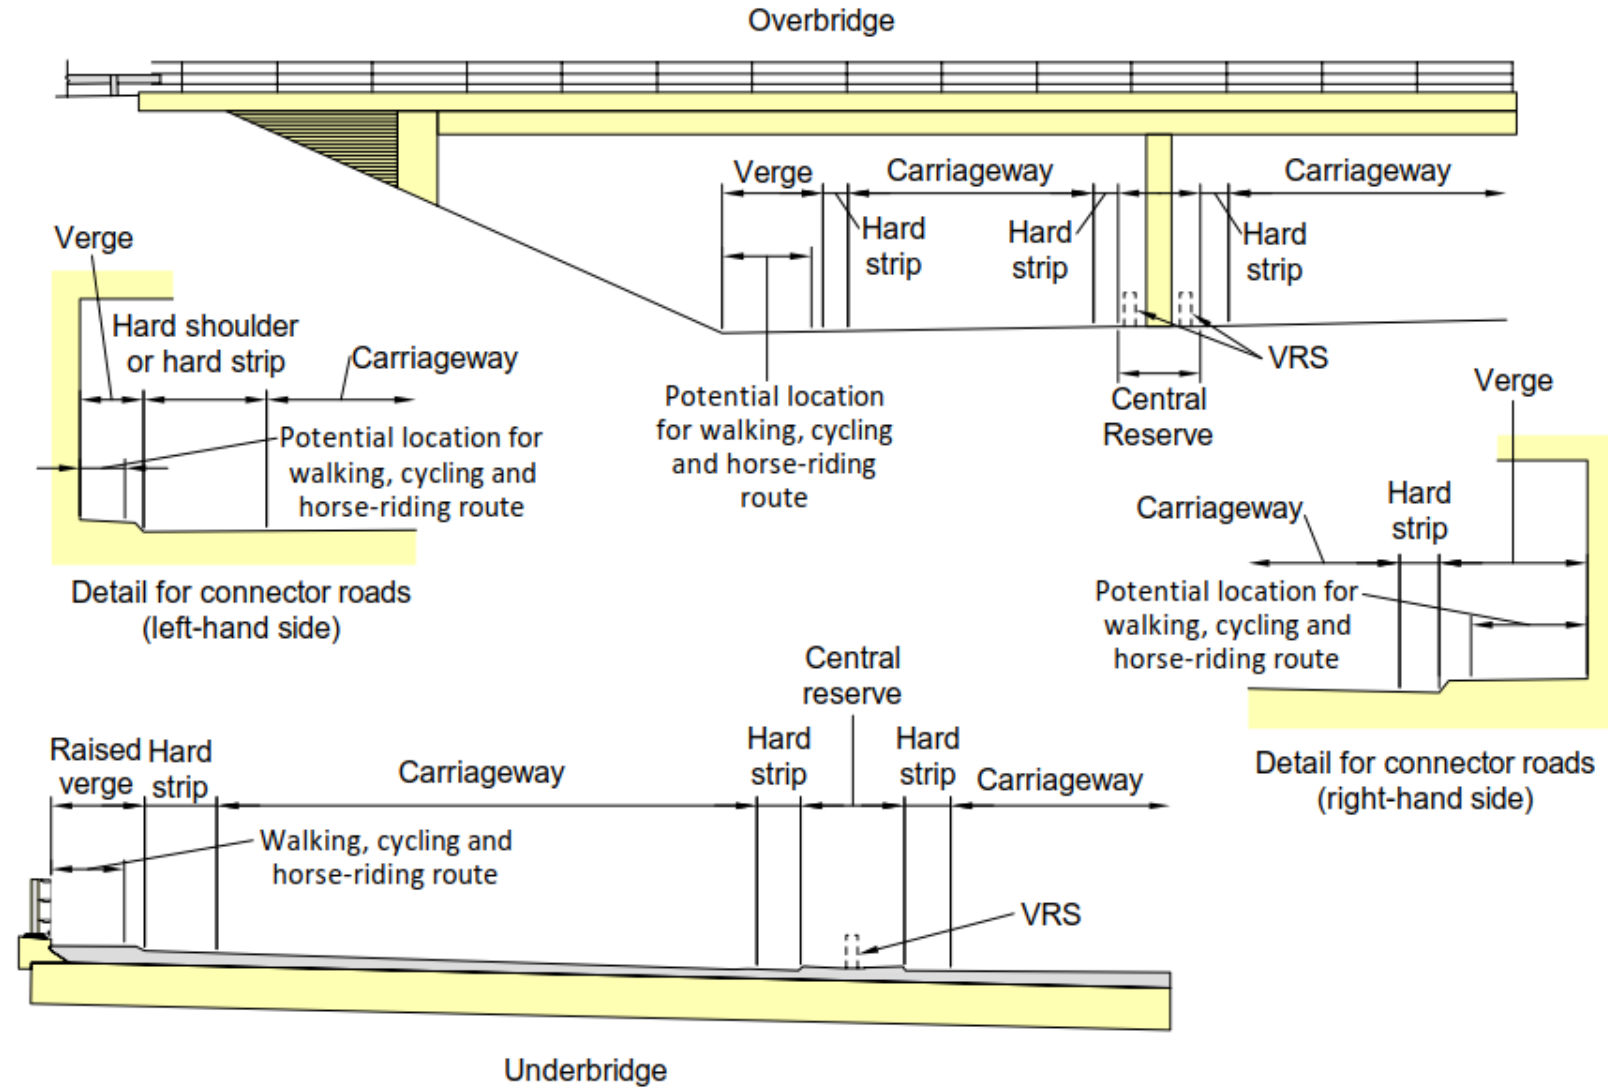 Overbridge
Verge
Carriageway
Carriageway
Hard
strip
Hard
strip
Hard
strip
VRS
Central
Reserve
Potential location
for walking, cycling
and horse-riding
route
Verge
Hard shoulder
or hard strip
Carriageway
Potential location for
walking, cycling and
horse-riding route
Detail for connector roads
(left-hand side)
Verge
Hard
strip
Carriageway
Potential location for
walking, cycling and
horse-riding route
Detail for connector roads
(right-hand side)
Central
reserve
Raised
verge
Hard
strip
Carriageway
Hard
strip
Hard
strip
Carriageway
Walking, cycling and
horse-riding route
VRS
Underbridge